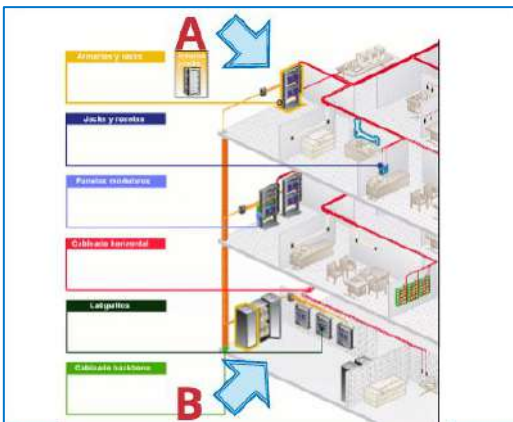 A
Armarios y racks
Jacks y rosetas
Paneles modulares
Cableado horizontal
Latiguillos
Cableado backbone
B